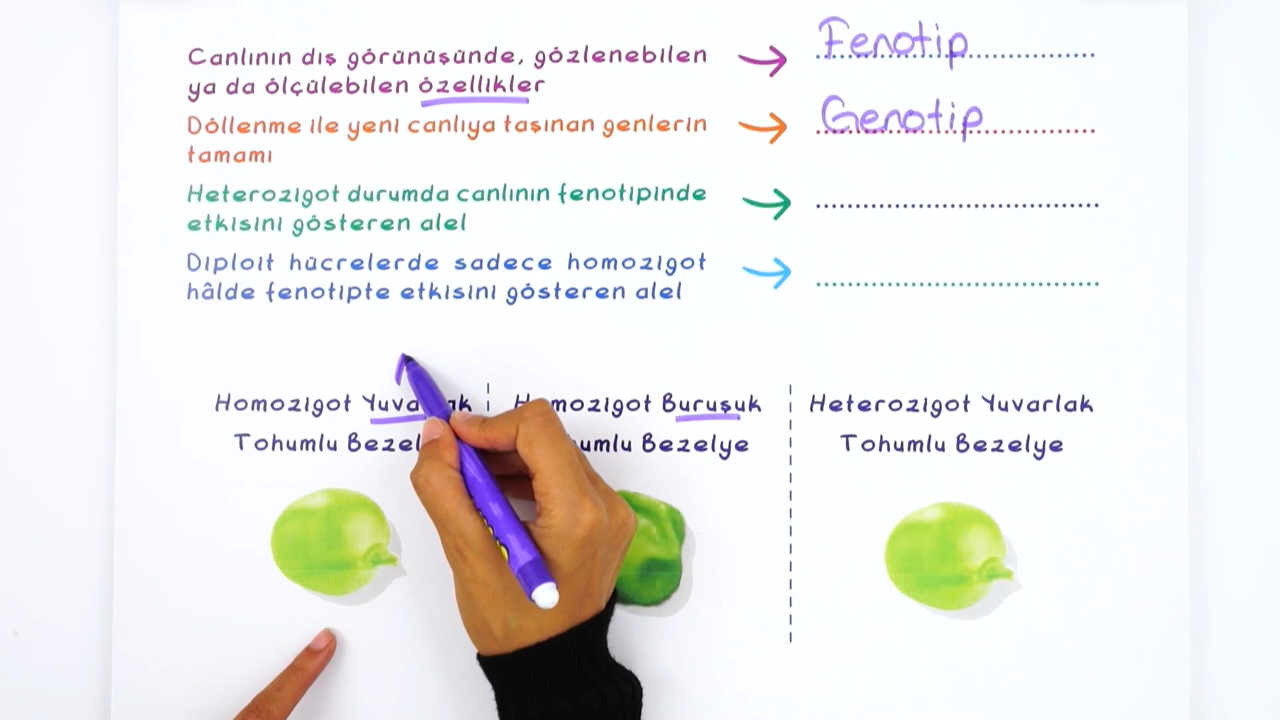 Canlının dış görünüşünde, gözlenebilen
ya da ölçülebilen özellikler
Fenotip
Döllenme ile yeni canlıya taşınan genlerin
tamamı
Genotip
Heterozigot durumda canlının fenotipinde
etkisini gösteren alel
Diploit hücrelerde sadece homozigot
hâlde fenotipte etkisini gösteren alel
Homozigot
Tohumlu
Buruşuk
Bezelye
Heterozigot Yuvarlak
Tohumlu Bezelye